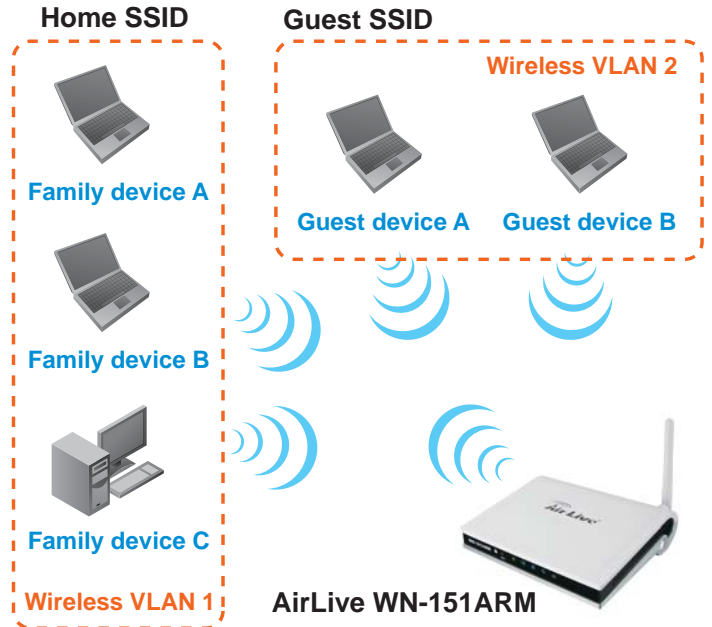 Home SSID
Guest SSID
Wireless VLAN 2
Family device A
Guest device A
Guest device B
Family device B
Air Live
Family device C
Wireless VLAN 1
AirLive WN-151ARM